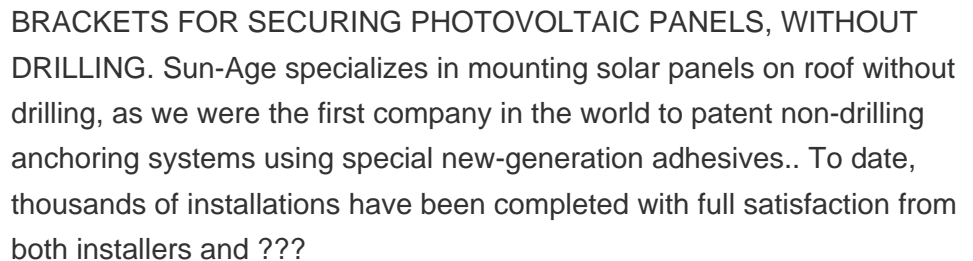 BRACKETS FOR SECURING PHOTOVOLTAIC PANELS, WITHOUT
DRILLING. Sun-Age specializes in mounting solar panels on roof without
drilling, as we were the first company in the world to patent non-drilling
anchoring systems using special new-generation adhesives.. To date,
thousands of installations have been completed with full satisfaction from
both installers and ???